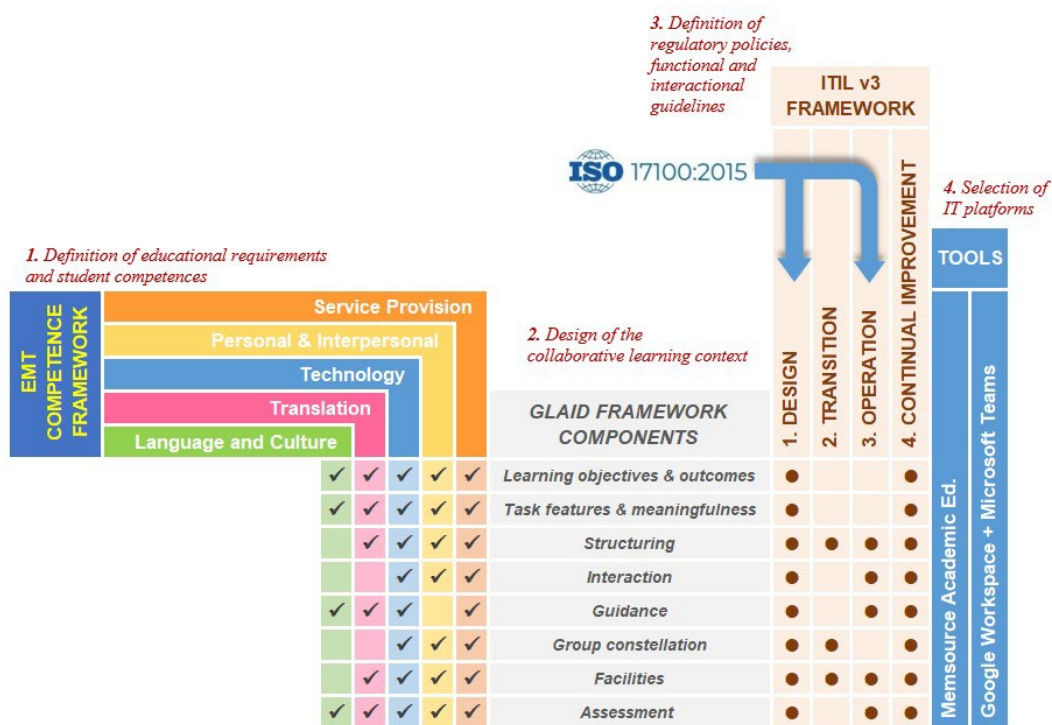 3. Definition of
regulatory policies,
functional and
interactional
guidelines
ITIL v3
FRAMEWORK
ISO 17100:2015
4. Selection of
IT platforms
1. Definition of educational requirements
and student competences
TOOLS
EMT
COMPETENCE
FRAMEWORK
Service Provision
Personal & Interpersonal
Technology
Translation
Language and Culture
2. Design of the
collaborative learning context
GLAID FRAMEWORK
COMPONENTS
1. DESIGN
2. TRANSITION
3. OPERATION
4. CONTINUAL IMPROVEMENT
Learning objectives & outcomes
Task features & meaningfulness
Structuring
Interaction
Guidance
Group constellation
Facilities
Assessment
Memsource Academic Ed.
Google Workspace + Microsoft Teams